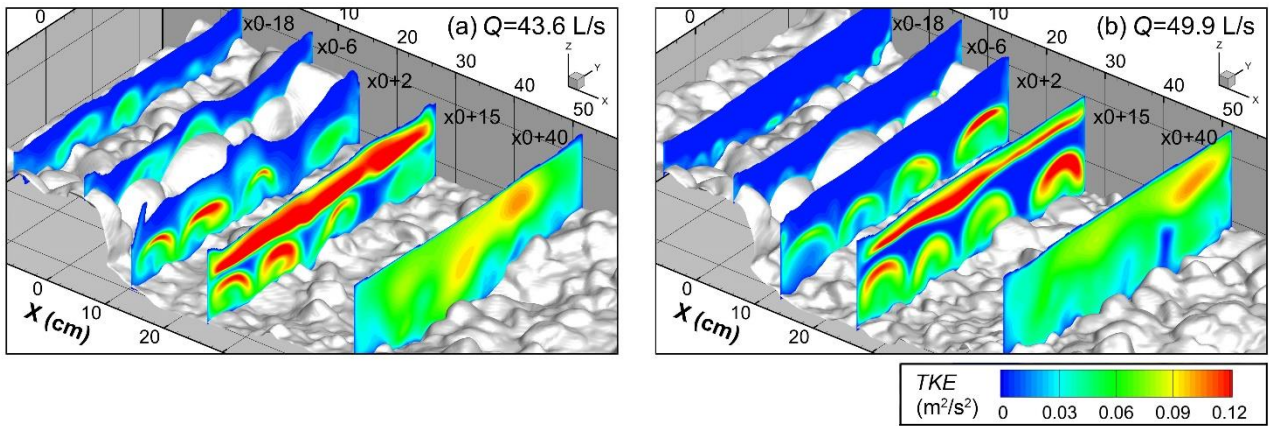 (a) Q=43.6 L/s
0
10
20
30
40
50
x0-18
x0-6
x0+2
x0+15
x0+40
z
Y
X
0
10
20
X (cm)
(b) Q=49.9 L/s
0
10
20
30
40
50
x0-18
x0-6
x0+2
x0+15
x0+40
z
Y
X
0
10
20
X (cm)
TKE
(m²/s²)
0 0.03 0.06 0.09 0.12